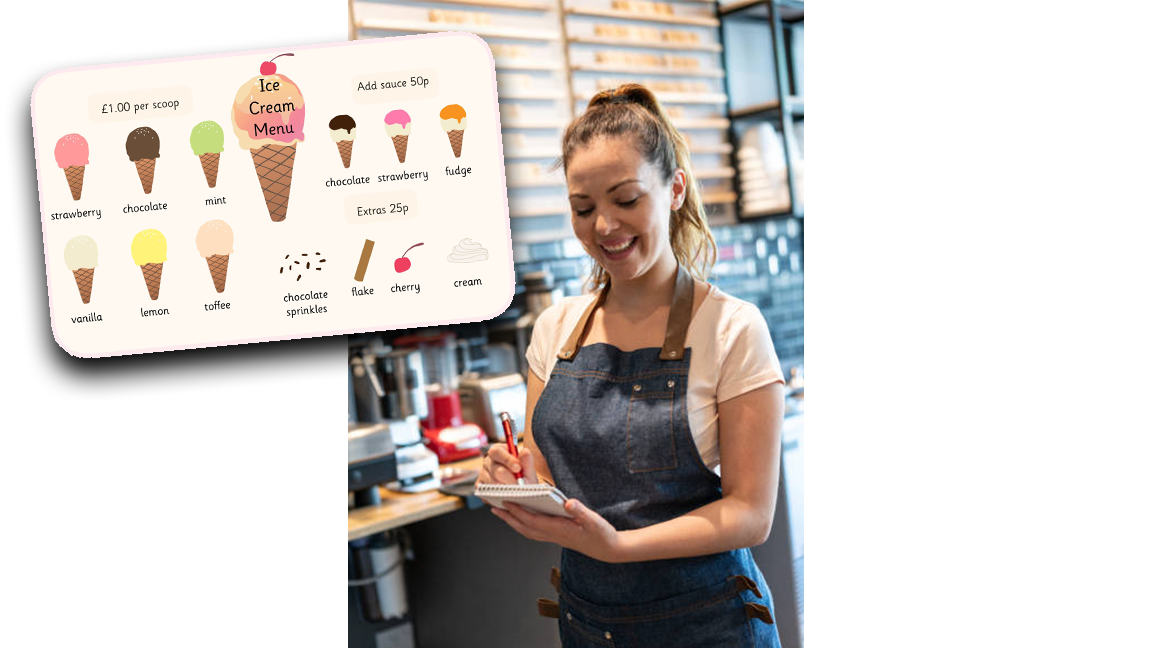 Ice
Cream
Menu
£1.00 per scoop
strawberry
chocolate
mint
vanilla
lemon
toffee
Add sauce 50p
chocolate
strawberry
fudge
Extras 25p
chocolate
sprinkles
flake
cherry
cream